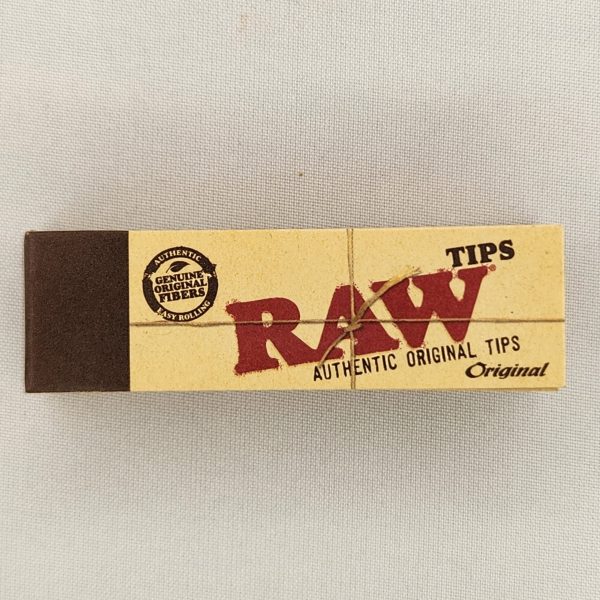 AUTHENTIC
GENUINE
ORIGINAL
FIBERS
EASY ROLLING
TIPS
RAW®
AUTHENTIC ORIGINAL TIPS
Original